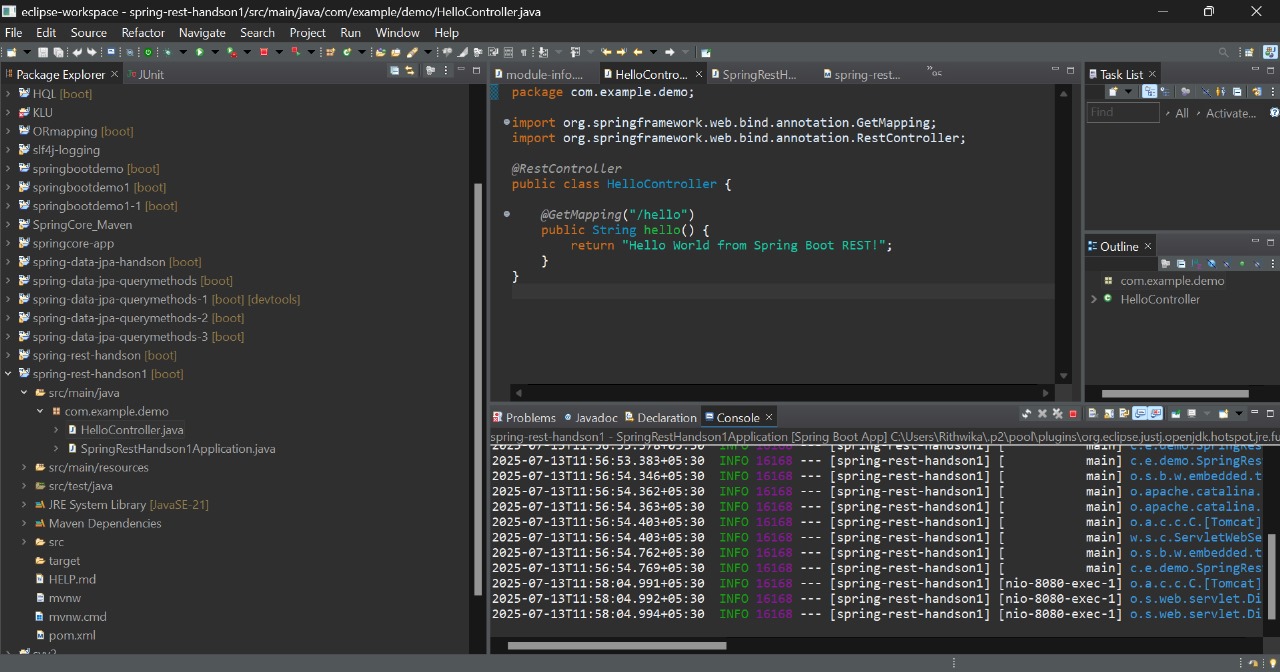 eclipse-workspace - spring-rest-handson1/src/main/java/com/example/demo/HelloController.java
File Edit Source Refactor Navigate Search Project Run Window Help
Package Explorer
JUnit
HQL [boot]
KLU
ORmapping [boot]
slf4j-logging
springbootdemo [boot]
springbootdemo1 [boot]
springbootdemo1-1 [boot]
SpringCore_Maven
springcore-app
spring-data-jpa-handson [boot]
spring-data-jpa-querymethods [boot]
spring-data-jpa-querymethods-1 [boot] [devtools]
spring-data-jpa-querymethods-2 [boot]
spring-data-jpa-querymethods-3 [boot]
spring-rest-handson [boot]
spring-rest-handson1 [boot]
src/main/java
com.example.demo
HelloController.java
SpringRestHandson1Application.java
src/main/resources
src/test/java
JRE System Library [JavaSE-21]
Maven Dependencies
src
target
HELP.md
mvnw
mvnw.cmd
pom.xml
module-info.... HelloContro... SpringRestH... spring-rest...
package com.example.demo;
import org.springframework.web.bind.annotation.GetMapping;
import org.springframework.web.bind.annotation.RestController;
@RestController
public class HelloController {
@GetMapping("/hello")
public String hello() {
return "Hello World from Spring Boot REST!";
}
}
Task List
Find All Activate...
Outline
com.example.demo
HelloController
Problems Javadoc Declaration Console
spring-rest-handson1 - SpringRestHandson1Application [Spring Boot App] C:\Users\Rithwika\.p2\pool\plugins\org.eclipse.justj.openjdk.hotspot.jre.fu
2025-07-13T11:56:53.383+05:30 INFO 16168 --- [spring-rest-handson1] [ main] c.e.demo.SpringRes
2025-07-13T11:56:54.346+05:30 INFO 16168 --- [spring-rest-handson1] [ main] o.s.b.w.embedded.t
2025-07-13T11:56:54.362+05:30 INFO 16168 --- [spring-rest-handson1] [ main] o.apache.catalina.
2025-07-13T11:56:54.363+05:30 INFO 16168 --- [spring-rest-handson1] [ main] o.apache.catalina.
2025-07-13T11:56:54.403+05:30 INFO 16168 --- [spring-rest-handson1] [ main] o.a.c.c.C.[Tomcat]
2025-07-13T11:56:54.403+05:30 INFO 16168 --- [spring-rest-handson1] [ main] w.s.c.ServletWebSe
2025-07-13T11:56:54.762+05:30 INFO 16168 --- [spring-rest-handson1] [ main] o.s.b.w.embedded.t
2025-07-13T11:56:54.769+05:30 INFO 16168 --- [spring-rest-handson1] [ main] c.e.demo.SpringRes
2025-07-13T11:58:04.991+05:30 INFO 16168 --- [spring-rest-handson1] [nio-8080-exec-1] o.a.c.c.C.[Tomcat]
2025-07-13T11:58:04.992+05:30 INFO 16168 --- [spring-rest-handson1] [nio-8080-exec-1] o.s.web.servlet.Di
2025-07-13T11:58:04.994+05:30 INFO 16168 --- [spring-rest-handson1] [nio-8080-exec-1] o.s.web.servlet.Di